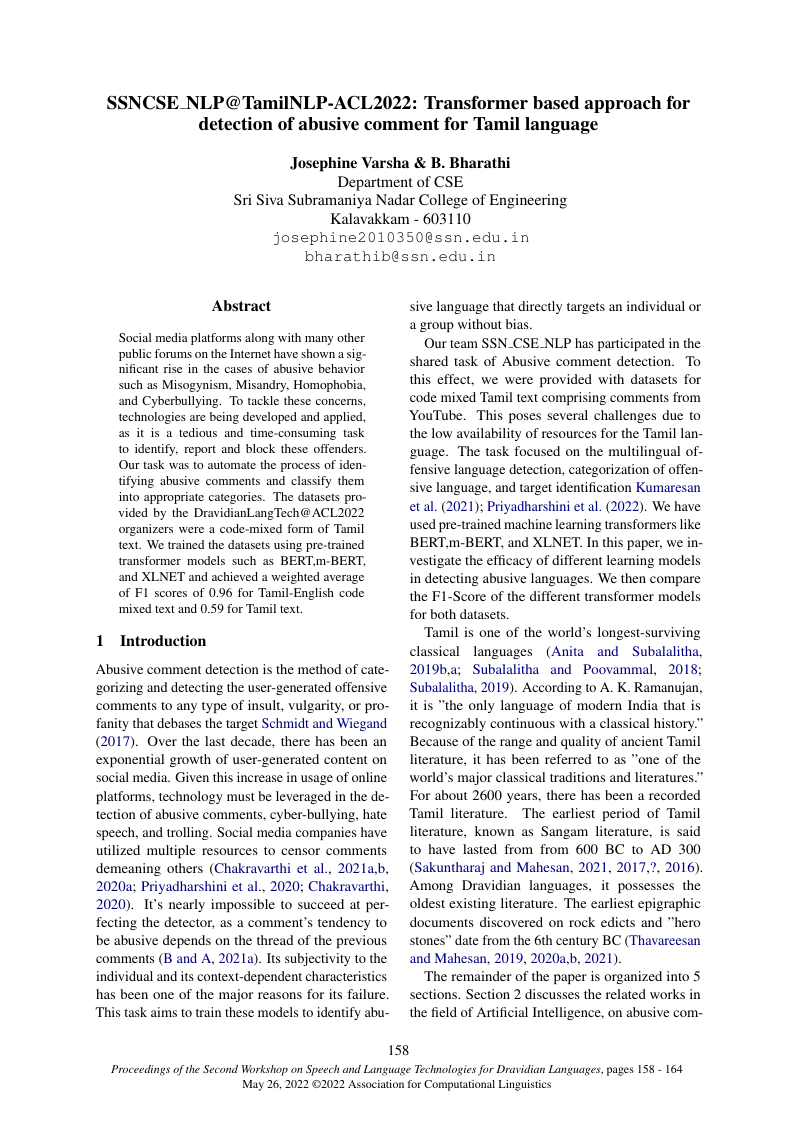 SSNCSE_NLP@TamilNLP-ACL2022: Transformer based approach for
detection of abusive comment for Tamil language
Josephine Varsha & B. Bharathi
Department of CSE
Sri Siva Subramaniya Nadar College of Engineering
Kalavakkam - 603110
josephine2010350@ssn.edu.in
bharathib@ssn.edu.in
Abstract
Social media platforms along with many other
public forums on the Internet have shown a sig-
nificant rise in the cases of abusive behavior
such as Misogynism, Misandry, Homophobia,
and Cyberbullying. To tackle these concerns,
technologies are being developed and applied,
as it is a tedious and time-consuming task
to identify, report and block these offenders.
Our task was to automate the process of iden-
tifying abusive comments and classify them
into appropriate categories. The datasets pro-
vided by the DravidianLangTech@ACL2022
organizers were a code-mixed form of Tamil
text. We trained the datasets using pre-trained
transformer models such as BERT,m-BERT,
and XLNET and achieved a weighted average
of F1 scores of 0.96 for Tamil-English code
mixed text and 0.59 for Tamil text.
1 Introduction
Abusive comment detection is the method of cate-
gorizing and detecting the user-generated offensive
comments to any type of insult, vulgarity, or pro-
fanity that debases the target Schmidt and Wiegand
(2017). Over the last decade, there has been an
exponential growth of user-generated content on
social media. Given this increase in usage of online
platforms, technology must be leveraged in the de-
tection of abusive comments, cyber-bullying, hate
speech, and trolling. Social media companies have
utilized multiple resources to censor comments
demeaning others (Chakravarthi et al., 2021a,b,
2020a; Priyadharshini et al., 2020; Chakravarthi,
2020). It's nearly impossible to succeed at per-
fecting the detector, as a comment's tendency to
be abusive depends on the thread of the previous
comments (B and A, 2021a). Its subjectivity to the
individual and its context-dependent characteristics
has been one of the major reasons for its failure.
This task aims to train these models to identify abu-
sive language that directly targets an individual or
a group without bias.
Our team SSN_CSE_NLP has participated in the
shared task of Abusive comment detection. To
this effect, we were provided with datasets for
code mixed Tamil text comprising comments from
YouTube. This poses several challenges due to
the low availability of resources for the Tamil lan-
guage. The task focused on the multilingual of-
fensive language detection, categorization of offen-
sive language, and target identification Kumaresan
et al. (2021); Priyadharshini et al. (2022). We have
used pre-trained machine learning transformers like
BERT,m-BERT, and XLNET. In this paper, we in-
vestigate the efficacy of different learning models
in detecting abusive languages. We then compare
the F1-Score of the different transformer models
for both datasets.
Tamil is one of the world's longest-surviving
classical languages (Anita and Subalalitha,
2019b,a; Subalalitha and Poovammal, 2018;
Subalalitha, 2019). According to A. K. Ramanujan,
it is ”the only language of modern India that is
recognizably continuous with a classical history.”
Because of the range and quality of ancient Tamil
literature, it has been referred to as ”one of the
world's major classical traditions and literatures.”
For about 2600 years, there has been a recorded
Tamil literature. The earliest period of Tamil
literature, known as Sangam literature, is said
to have lasted from from 600 BC to AD 300
(Sakuntharaj and Mahesan, 2021, 2017,?, 2016).
Among Dravidian languages, it possesses the
oldest existing literature. The earliest epigraphic
documents discovered on rock edicts and ”hero
stones” date from the 6th century BC (Thavareesan
and Mahesan, 2019, 2020a,b, 2021).
The remainder of the paper is organized into 5
sections. Section 2 discusses the related works in
the field of Artificial Intelligence, on abusive com-
158
Proceedings of the Second Workshop on Speech and Language Technologies for Dravidian Languages, pages 158 - 164
May 26, 2022 ©2022 Association for Computational Linguistics